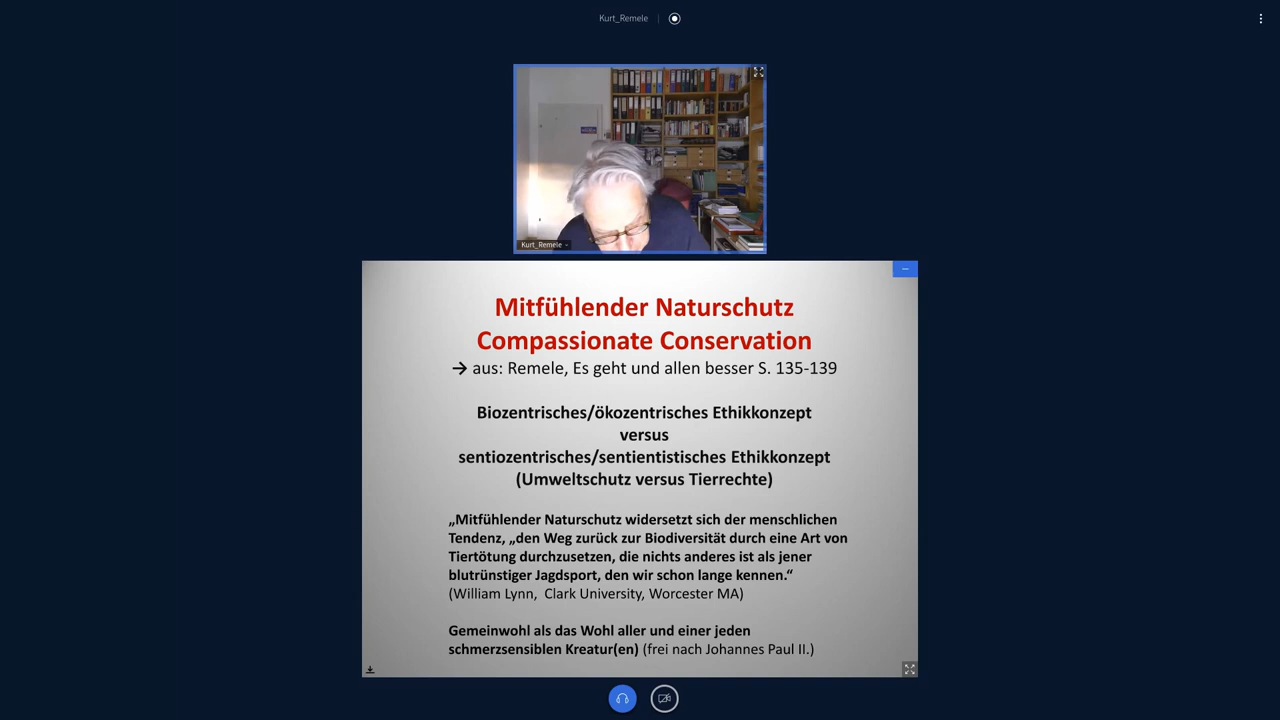 Kurt_Remele
Kurt_Remele
Mitfühlender Naturschutz
Compassionate Conservation
→ aus: Remele, Es geht und allen besser S. 135-139
Biozentrisches/ökozentrisches Ethikkonzept
versus
sentiozentrisches/sentientistisches Ethikkonzept
(Umweltschutz versus Tierrechte)
„Mitfühlender Naturschutz widersetzt sich der menschlichen
Tendenz, „den Weg zurück zur Biodiversität durch eine Art von
Tiertötung durchzusetzen, die nichts anderes ist als jener
blutrünstiger Jagdsport, den wir schon lange kennen.“
(William Lynn, Clark University, Worcester MA)
Gemeinwohl als das Wohl aller und einer jeden
schmerzsensiblen Kreatur(en) (frei nach Johannes Paul II.)